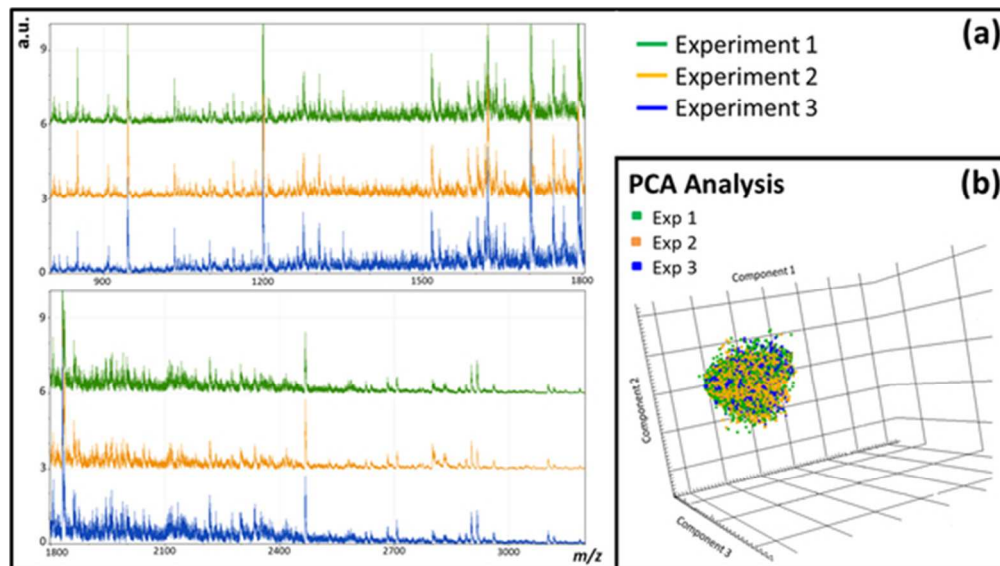 a.u.
9
6
3
0
900
1200
1500
1800
9
6
3
0
1800
2100
2400
2700
3000
m/z
Experiment 1
Experiment 2
Experiment 3
(a)
PCA Analysis
(b)
Exp 1
Exp 2
Exp 3
Component 1
Component 2
Component 3